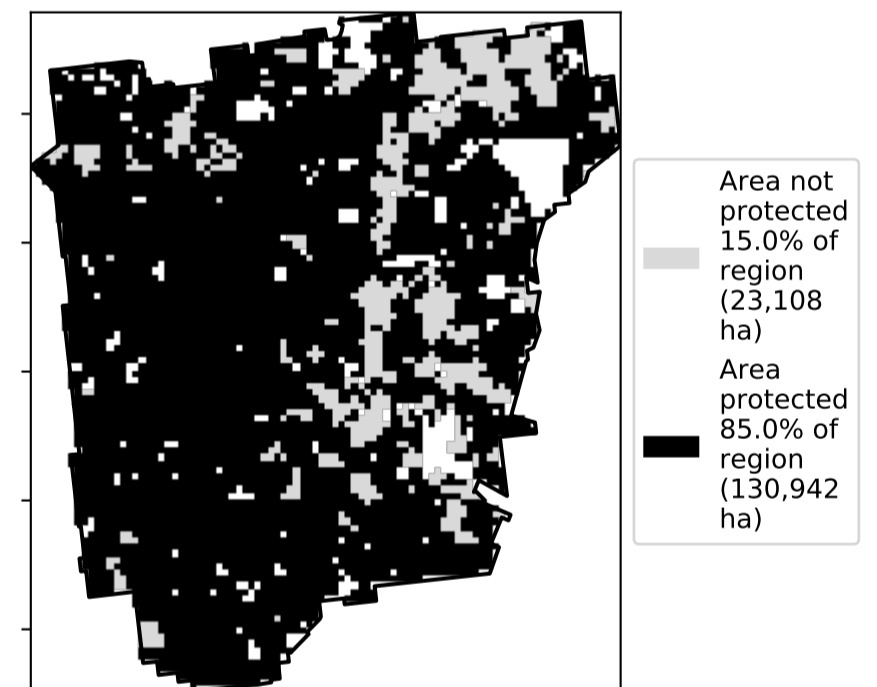 Area not
protected
15.0% of
region
(23,108
ha)
Area
protected
85.0% of
region
(130,942
ha)